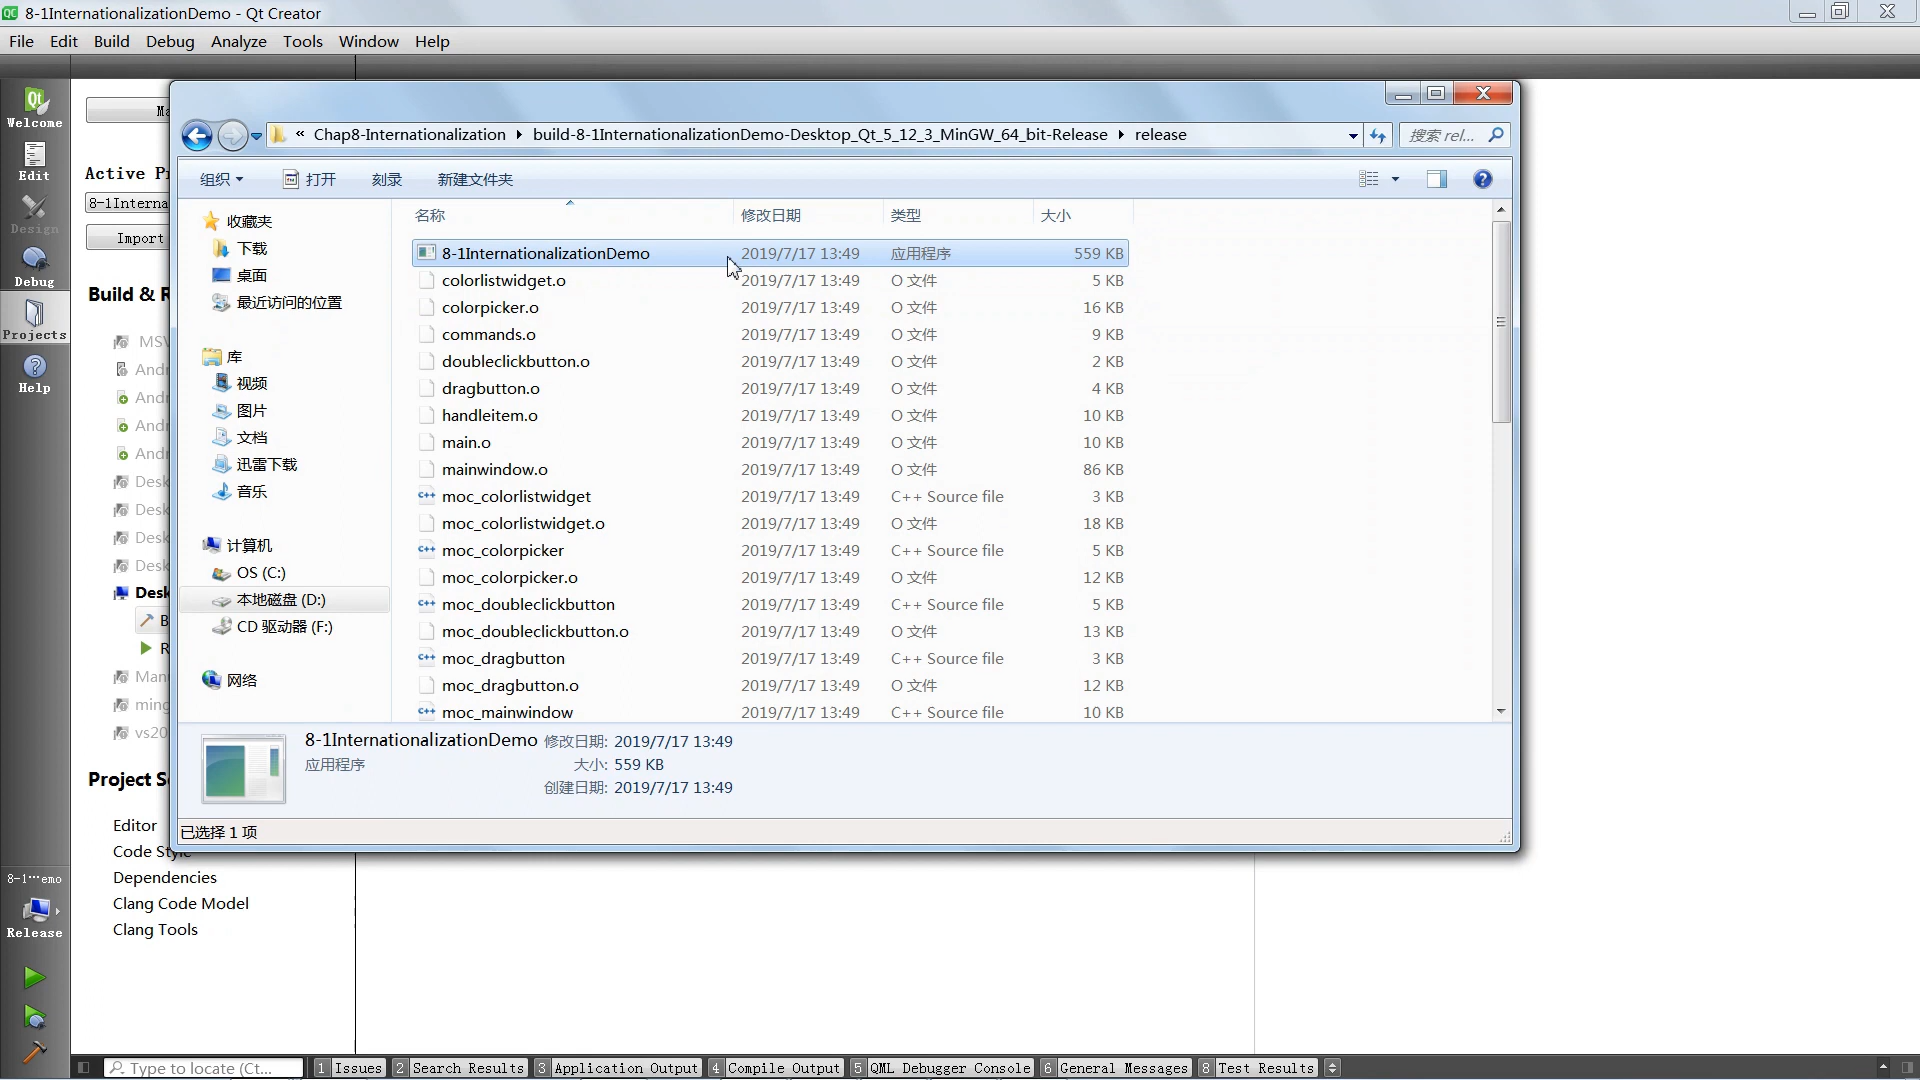 8-1InternationalizationDemo - Qt Creator
File Edit Build Debug Analyze Tools Window Help
Welcome
Edit
Design
Debug
Projects
Help
8-1···emo
Release
Active
8-1Interna
Import
Build &
MSV
Andr
Andr
Andr
Andr
Desk
Desk
Desk
Desk
Desk
B
R
Manu
ming
vs20
Project S
Editor
Code Style
Dependencies
Clang Code Model
Clang Tools
« Chap8-Internationalization build-8-1InternationalizationDemo-Desktop_Qt_5_12_3_MinGW_64_bit-Release release 搜索 rel...
组织 打开 刻录 新建文件夹
收藏夹
下载
桌面
最近访问的位置
库
视频
图片
文档
迅雷下载
音乐
计算机
OS (C:)
本地磁盘 (D:)
CD 驱动器 (F:)
网络
名称 修改日期 类型 大小
8-1InternationalizationDemo 2019/7/17 13:49 应用程序 559 KB
colorlistwidget.o 2019/7/17 13:49 O 文件 5 KB
colorpicker.o 2019/7/17 13:49 O 文件 16 KB
commands.o 2019/7/17 13:49 O 文件 9 KB
doubleclickbutton.o 2019/7/17 13:49 O 文件 2 KB
dragbutton.o 2019/7/17 13:49 O 文件 4 KB
handleitem.o 2019/7/17 13:49 O 文件 10 KB
main.o 2019/7/17 13:49 O 文件 10 KB
mainwindow.o 2019/7/17 13:49 O 文件 86 KB
moc_colorlistwidget 2019/7/17 13:49 C++ Source file 3 KB
moc_colorlistwidget.o 2019/7/17 13:49 O 文件 18 KB
moc_colorpicker 2019/7/17 13:49 C++ Source file 5 KB
moc_colorpicker.o 2019/7/17 13:49 O 文件 12 KB
moc_doubleclickbutton 2019/7/17 13:49 C++ Source file 5 KB
moc_doubleclickbutton.o 2019/7/17 13:49 O 文件 13 KB
moc_dragbutton 2019/7/17 13:49 C++ Source file 3 KB
moc_dragbutton.o 2019/7/17 13:49 O 文件 12 KB
moc_mainwindow 2019/7/17 13:49 C++ Source file 10 KB
8-1InternationalizationDemo 修改日期: 2019/7/17 13:49
应用程序 大小: 559 KB
创建日期: 2019/7/17 13:49
已选择 1 项
Type to locate (Ct... 1 Issues 2 Search Results 3 Application Output 4 Compile Output 5 QML Debugger Console 6 General Messages 8 Test Results